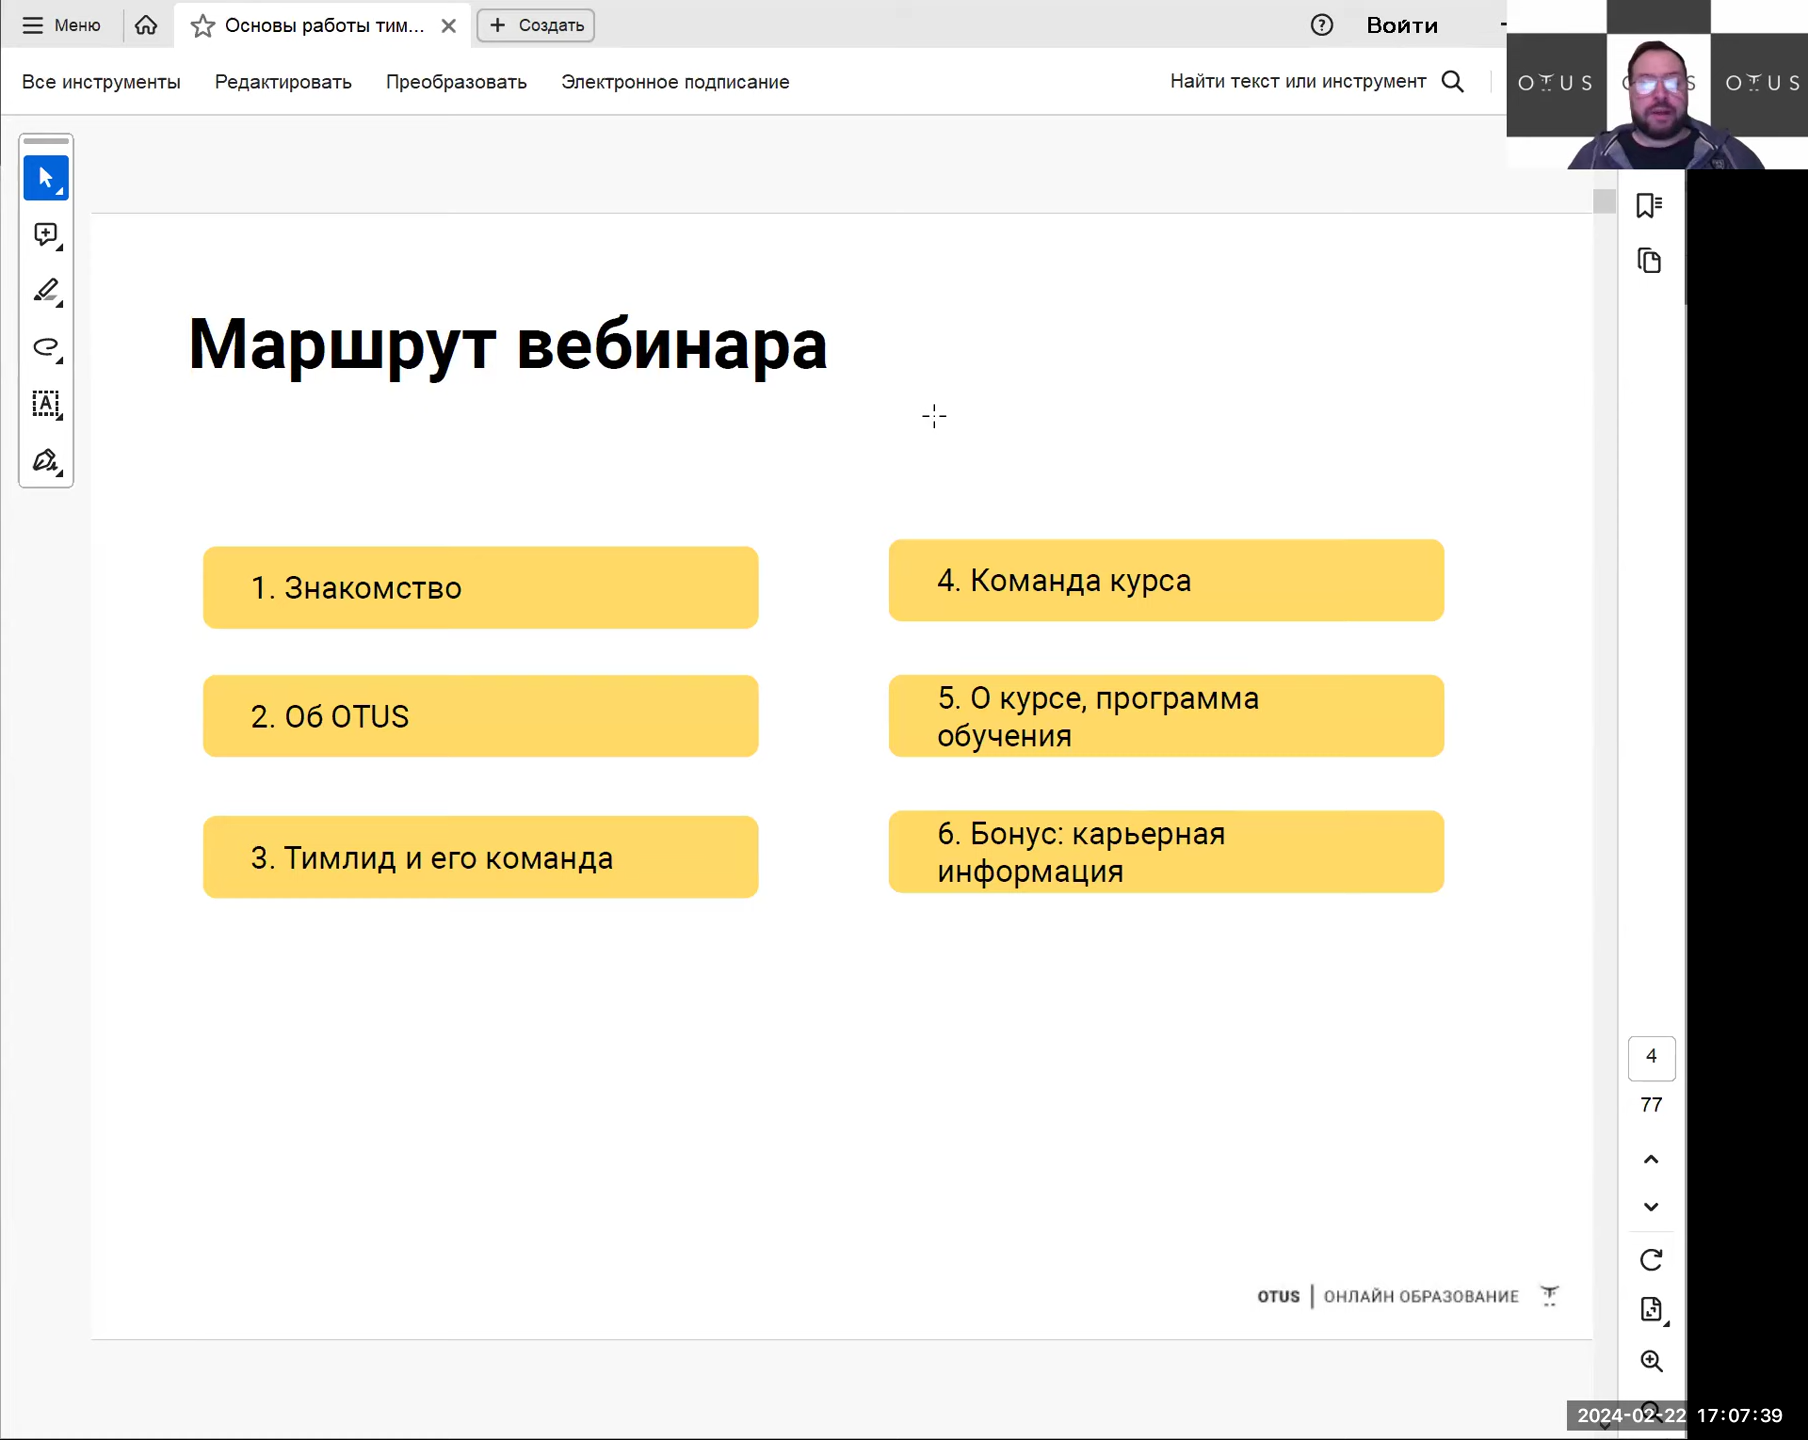 Меню
Основы работы тим...
Создать
Войти
Все инструменты
Редактировать
Преобразовать
Электронное подписание
Найти текст или инструмент
OTUS
OTUS
Маршрут вебинара
1. Знакомство
2. Об OTUS
3. Тимлид и его команда
4. Команда курса
5. О курсе, программа
обучения
6. Бонус: карьерная
информация
4
77
OTUS | ОНЛАЙН ОБРАЗОВАНИЕ
2024-02-22 17:07:39